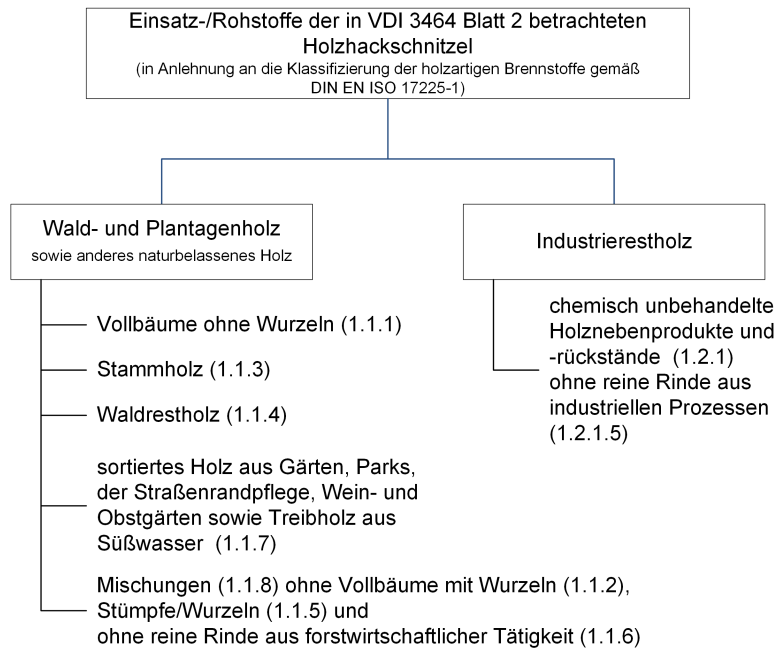 Einsatz-/Rohstoffe der in VDI 3464 Blatt 2 betrachteten
Holzhackschnitzel
(in Anlehnung an die Klassifizierung der holzartigen Brennstoffe gemäß
DIN EN ISO 17225-1)
Wald- und Plantagenholz
sowie anderes naturbelassenes Holz
Vollbäume ohne Wurzeln (1.1.1)
Stammholz (1.1.3)
Waldrestholz (1.1.4)
sortiertes Holz aus Gärten, Parks,
der Straßenrandpflege, Wein- und
Obstgärten sowie Treibholz aus
Süßwasser (1.1.7)
Mischungen (1.1.8) ohne Vollbäume mit Wurzeln (1.1.2),
Stümpfe/Wurzeln (1.1.5) und
ohne reine Rinde aus forstwirtschaftlicher Tätigkeit (1.1.6)
Industrierestholz
chemisch unbehandelte
Holznebenprodukte und
-rückstände (1.2.1)
ohne reine Rinde aus
industriellen Prozessen
(1.2.1.5)